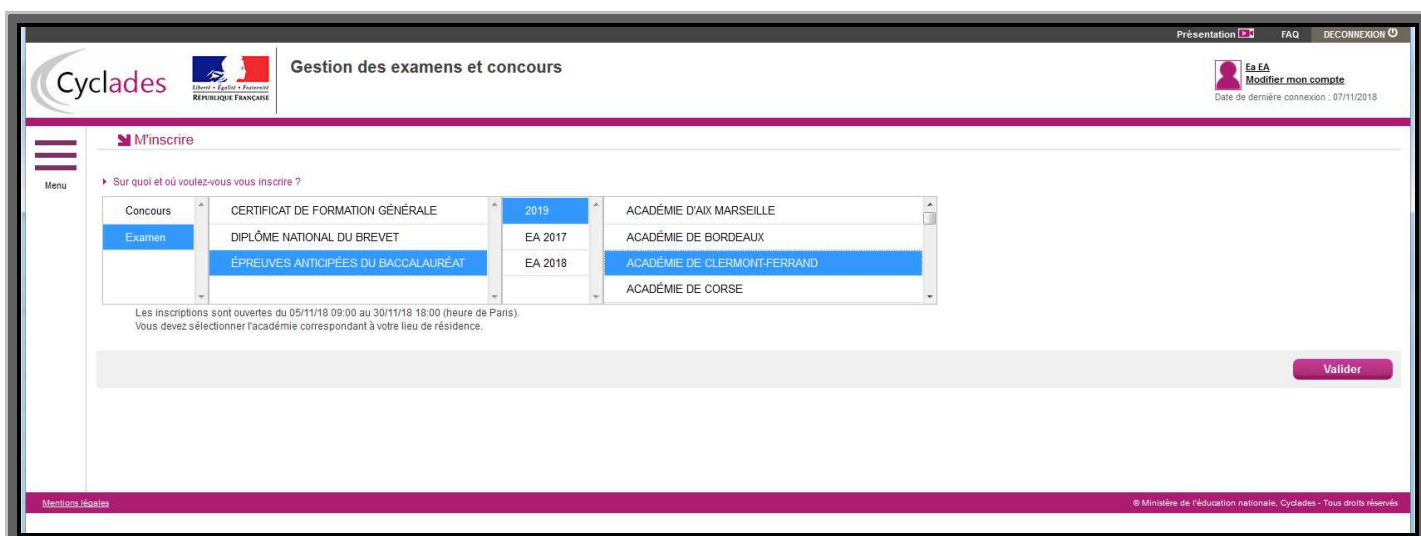 Présentation FAQ DECONNEXION
Cyclades
Liberté • Égalité • Fraternité
RÉPUBLIQUE FRANÇAISE
Gestion des examens et concours
Ea EA
Modifier mon compte
Date de dernière connexion : 07/11/2018
Menu
M'inscrire
Sur quoi et où voulez-vous vous inscrire ?
Concours CERTIFICAT DE FORMATION GÉNÉRALE 2019 ACADÉMIE D'AIX MARSEILLE
Examen DIPLÔME NATIONAL DU BREVET EA 2017 ACADÉMIE DE BORDEAUX
ÉPREUVES ANTICIPÉES DU BACCALAURÉAT EA 2018 ACADÉMIE DE CLERMONT-FERRAND
ACADÉMIE DE CORSE
Les inscriptions sont ouvertes du 05/11/18 09:00 au 30/11/18 18:00 (heure de Paris).
Vous devez sélectionner l'académie correspondant à votre lieu de résidence.
Valider
Mentions légales © Ministère de l'éducation nationale, Cyclades - Tous droits réservés